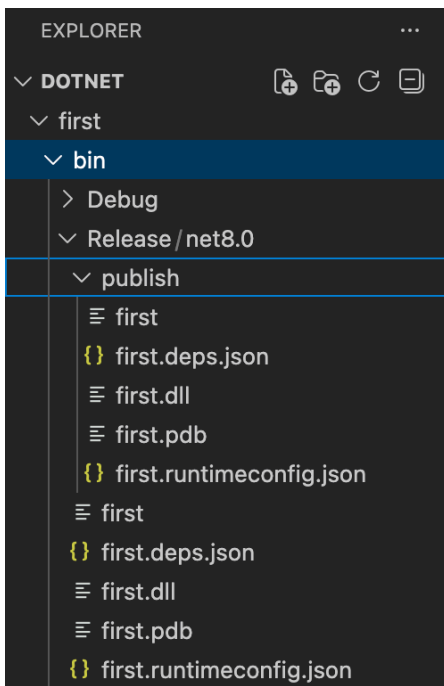 EXPLORER
DOTNET
first
bin
Debug
Release/net8.0
publish
first
{} first.deps.json
first.dll
first.pdb
{} first.runtimeconfig.json
first
{} first.deps.json
first.dll
first.pdb
{} first.runtimeconfig.json